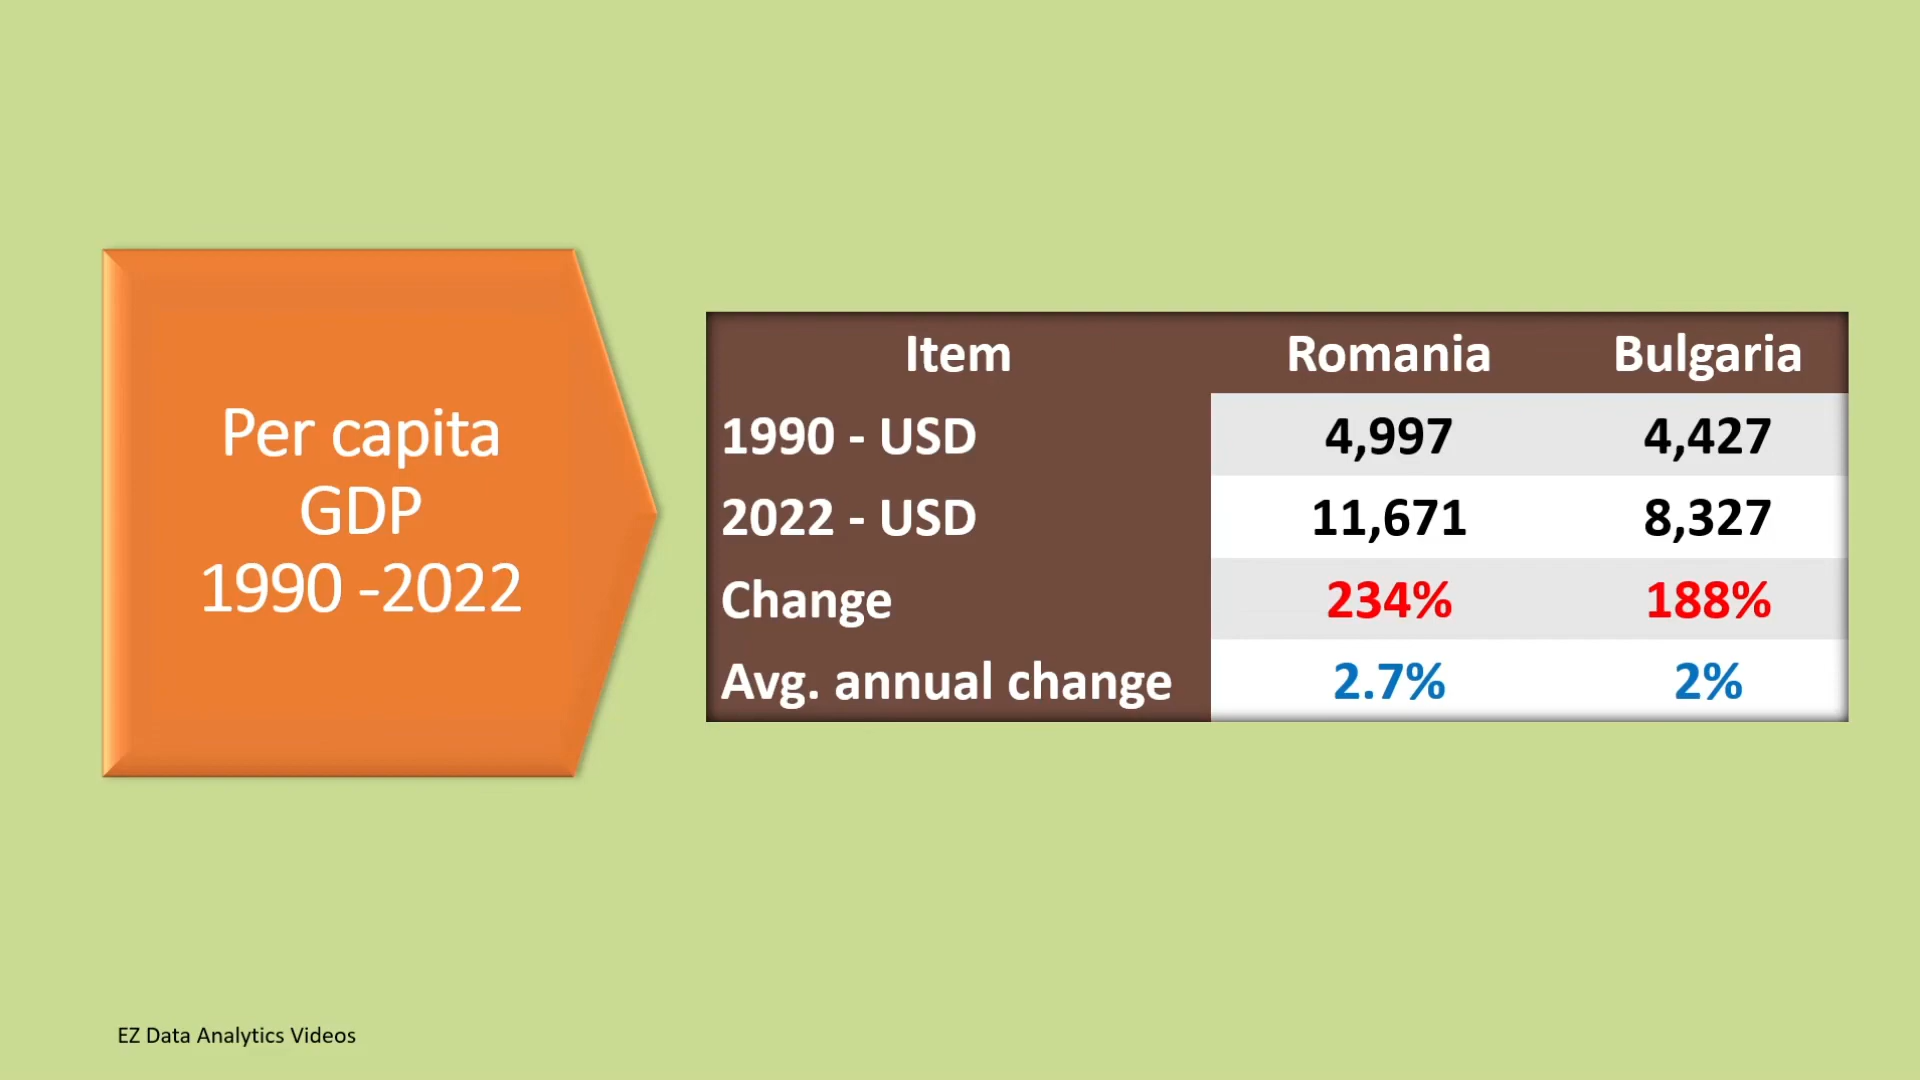 Per capita
GDP
1990 -2022
Item Romania Bulgaria
1990 - USD 4,997 4,427
2022 - USD 11,671 8,327
Change 234% 188%
Avg. annual change 2.7% 2%
EZ Data Analytics Videos